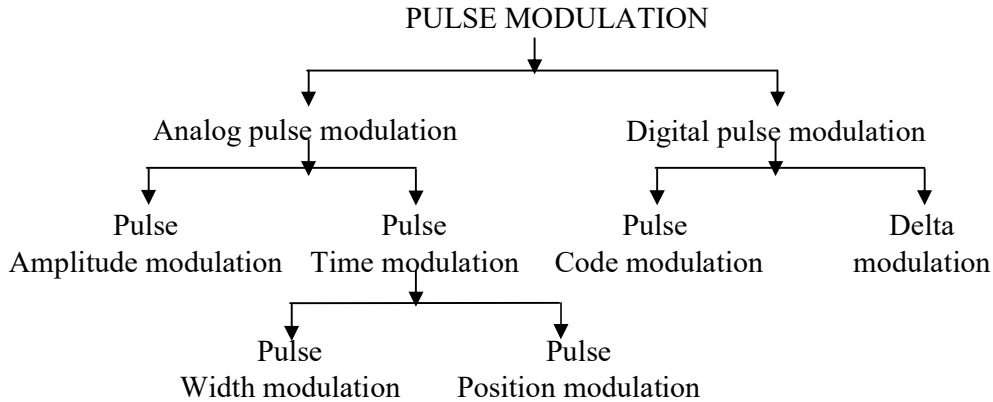 PULSE MODULATION
Analog pulse modulation
Digital pulse modulation
Pulse
Amplitude modulation
Pulse
Time modulation
Pulse
Code modulation
Delta
modulation
Pulse
Width modulation
Pulse
Position modulation